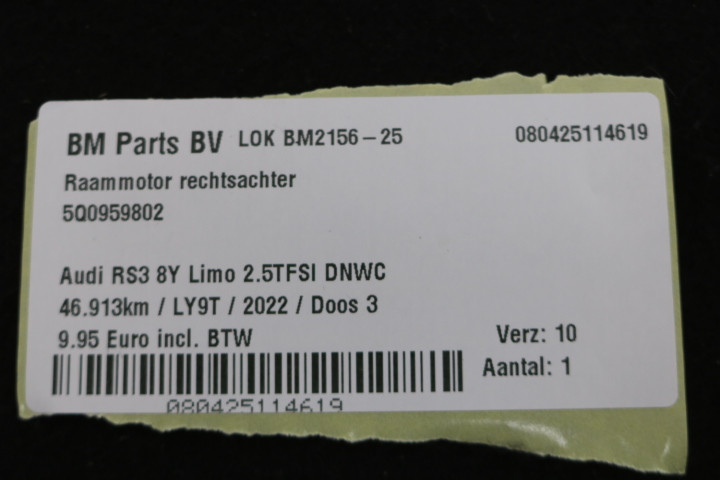 BM Parts BV LOK BM2156-25 080425114619
Raammotor rechtsachter
5Q0959802
Audi RS3 8Y Limo 2.5TFSI DNWC
46.913km / LY9T / 2022 / Doos 3
9.95 Euro incl. BTW Verz: 10
Aantal: 1
080425114619